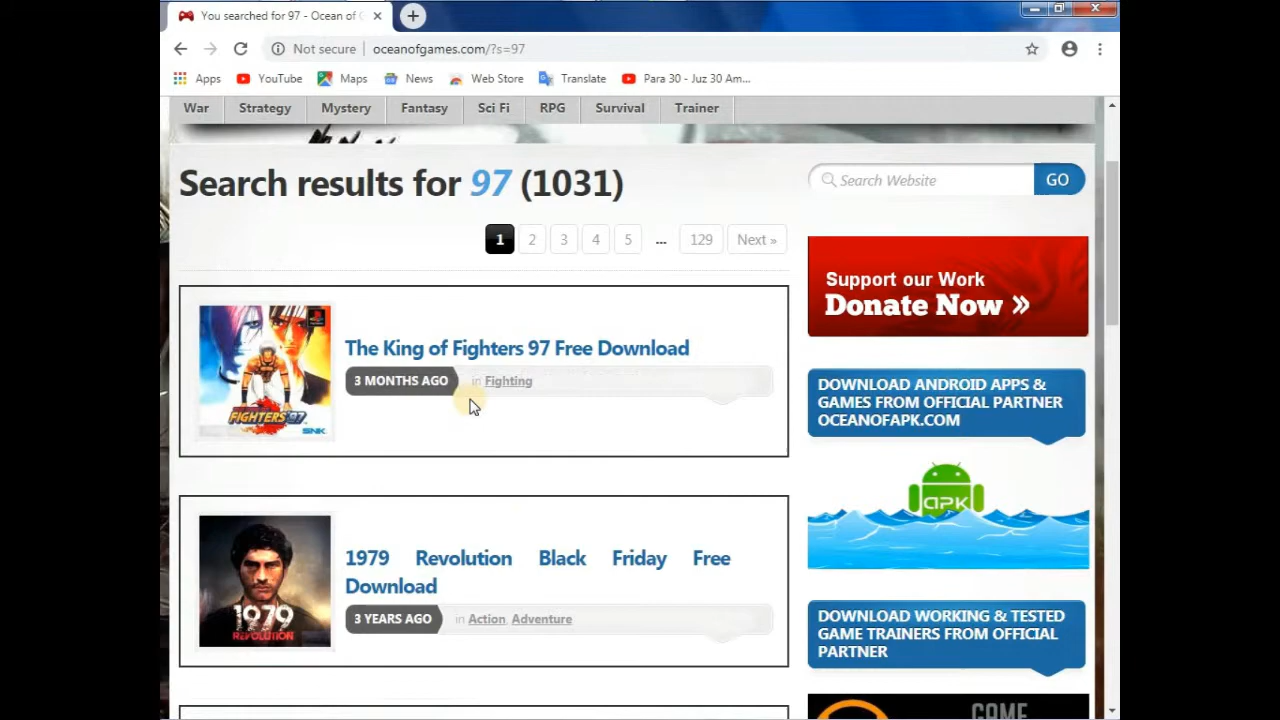 You searched for 97 - Ocean of G
Not secure
oceanofgames.com/?s=97
Apps
YouTube
Maps
News
Web Store
Translate
Para 30 - Juz 30 Am...
War
Strategy
Mystery
Fantasy
Sci Fi
RPG
Survival
Trainer
Search results for 97 (1031)
Search Website
GO
1 2 3 4 5 ... 129 Next »
Support our Work
Donate Now »
FIGHTERS'97
SNK
The King of Fighters 97 Free Download
3 MONTHS AGO
in Fighting
DOWNLOAD ANDROID APPS &
GAMES FROM OFFICIAL PARTNER
OCEANOFAPK.COM
APK
1979
REVOLUTION
1979 Revolution Black Friday Free
Download
3 YEARS AGO
in Action, Adventure
DOWNLOAD WORKING & TESTED
GAME TRAINERS FROM OFFICIAL
PARTNER
GAME